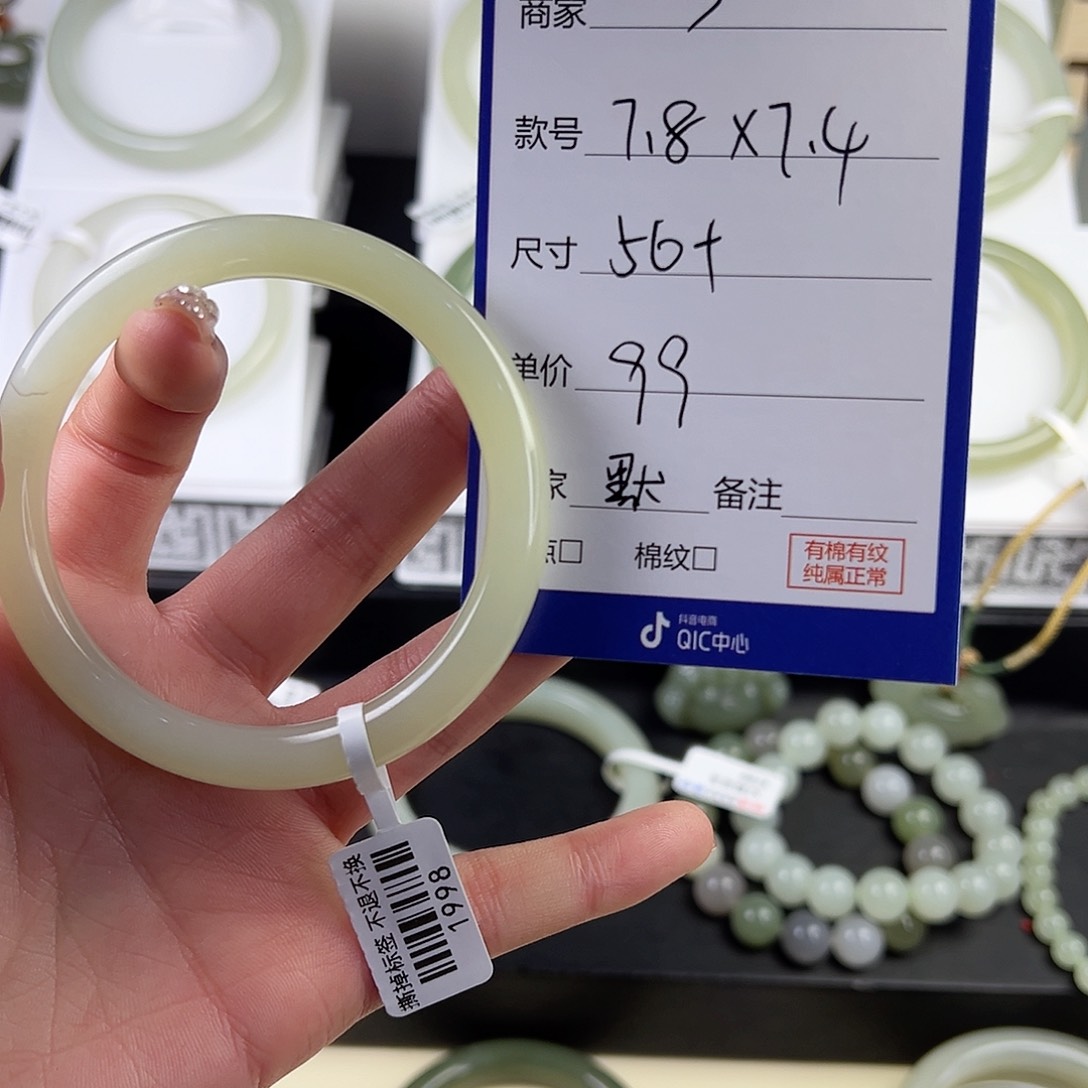 商家
款号 7.8 X7.4
尺寸 56+
单价 99
家 默 备注
点□ 棉纹□
有棉有纹
纯属正常
抖音电商
QIC中心
撕掉标签 不退不换
1998